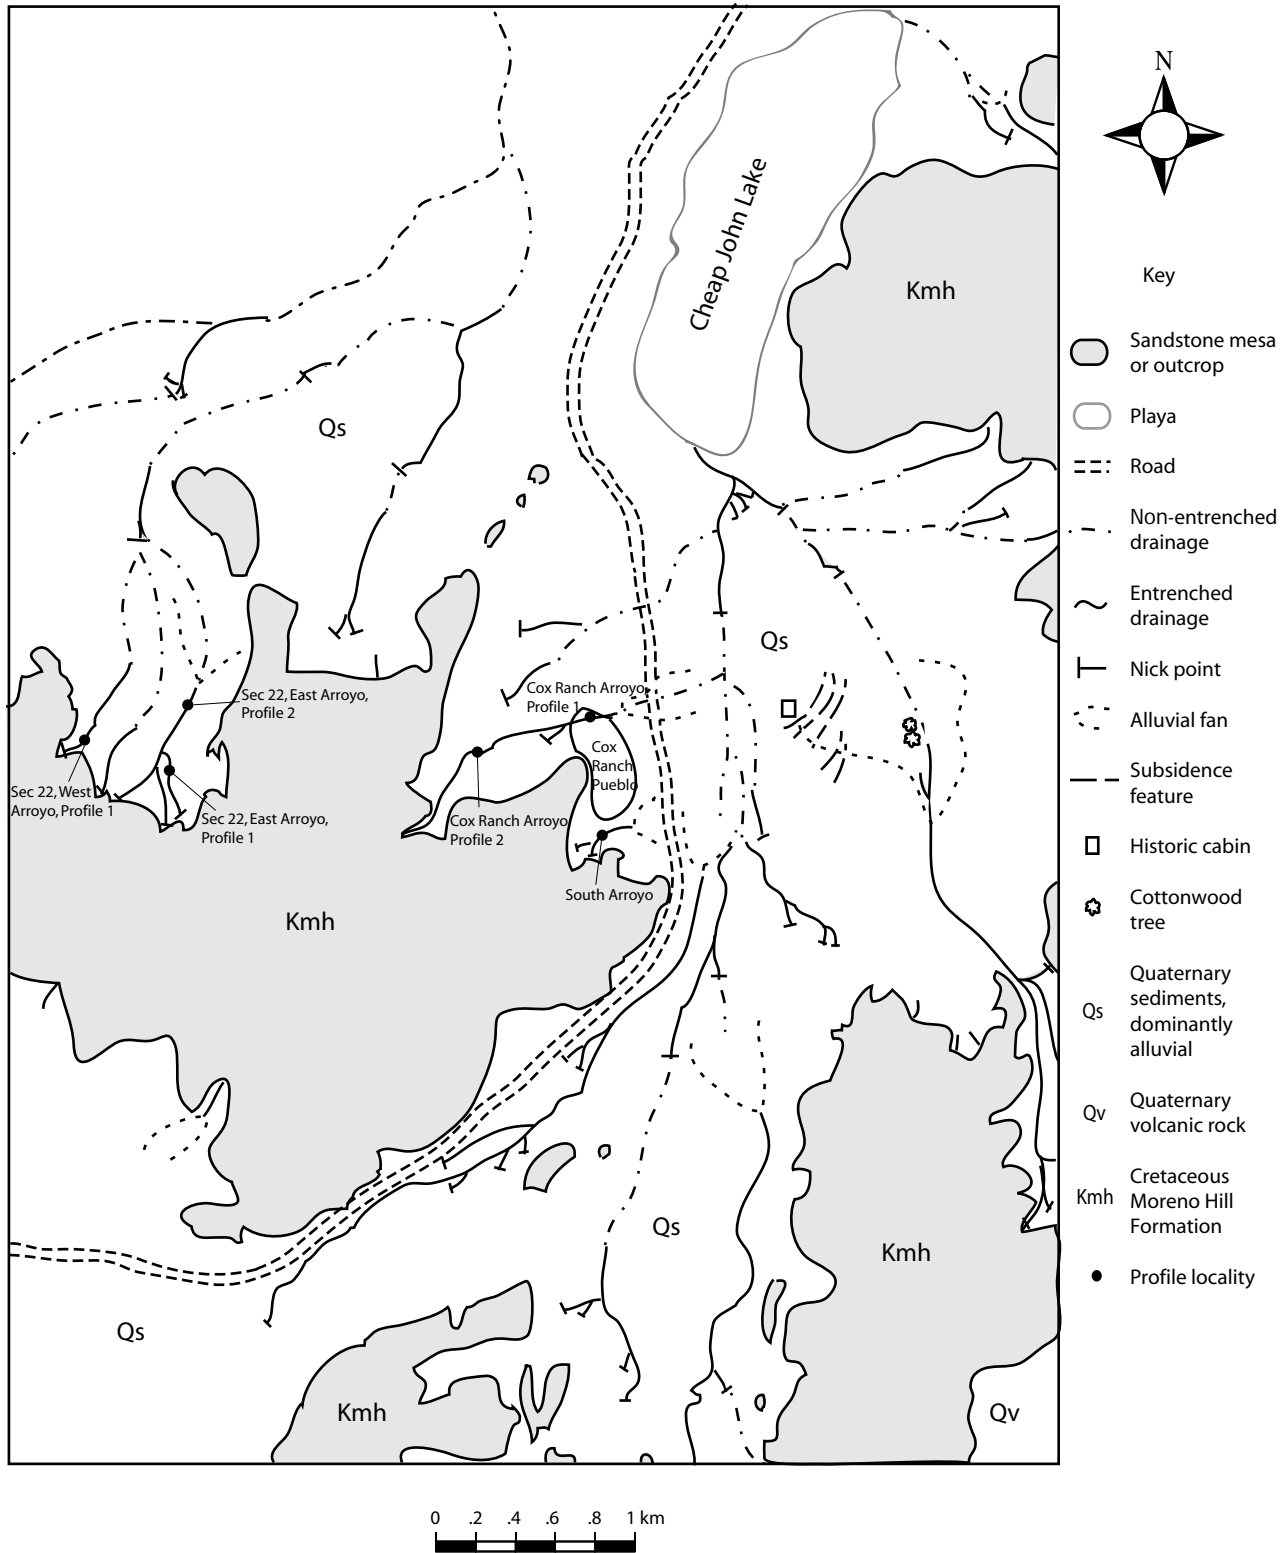 N
Cheap John Lake
Kmh
Qs
Qs
Sec 22, East Arroyo,
Profile 2
Cox Ranch Arroyo,
Profile 1
Cox
Ranch
Pueblo
Sec 22, West
Arroyo, Profile 1
Sec 22, East Arroyo,
Profile 1
Cox Ranch Arroyo
Profile 2
South Arroyo
Kmh
Qs
Kmh
Qs
Kmh
Qv
Key
Sandstone mesa
or outcrop
Playa
Road
Non-entrenched
drainage
Entrenched
drainage
Nick point
Alluvial fan
Subsidence
feature
Historic cabin
Cottonwood
tree
Qs
Quaternary
sediments,
dominantly
alluvial
Qv
Quaternary
volcanic rock
Kmh
Cretaceous
Moreno Hill
Formation
Profile locality
0 .2 .4 .6 .8 1 km